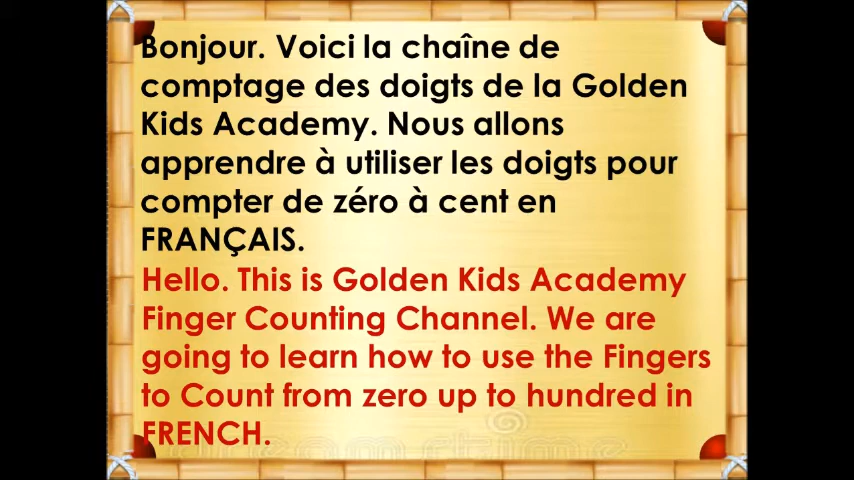 Bonjour. Voici la chaîne de
comptage des doigts de la Golden
Kids Academy. Nous allons
apprendre à utiliser les doigts pour
compter de zéro à cent en
FRANÇAIS.
Hello. This is Golden Kids Academy
Finger Counting Channel. We are
going to learn how to use the Fingers
to Count from zero up to hundred in
FRENCH.